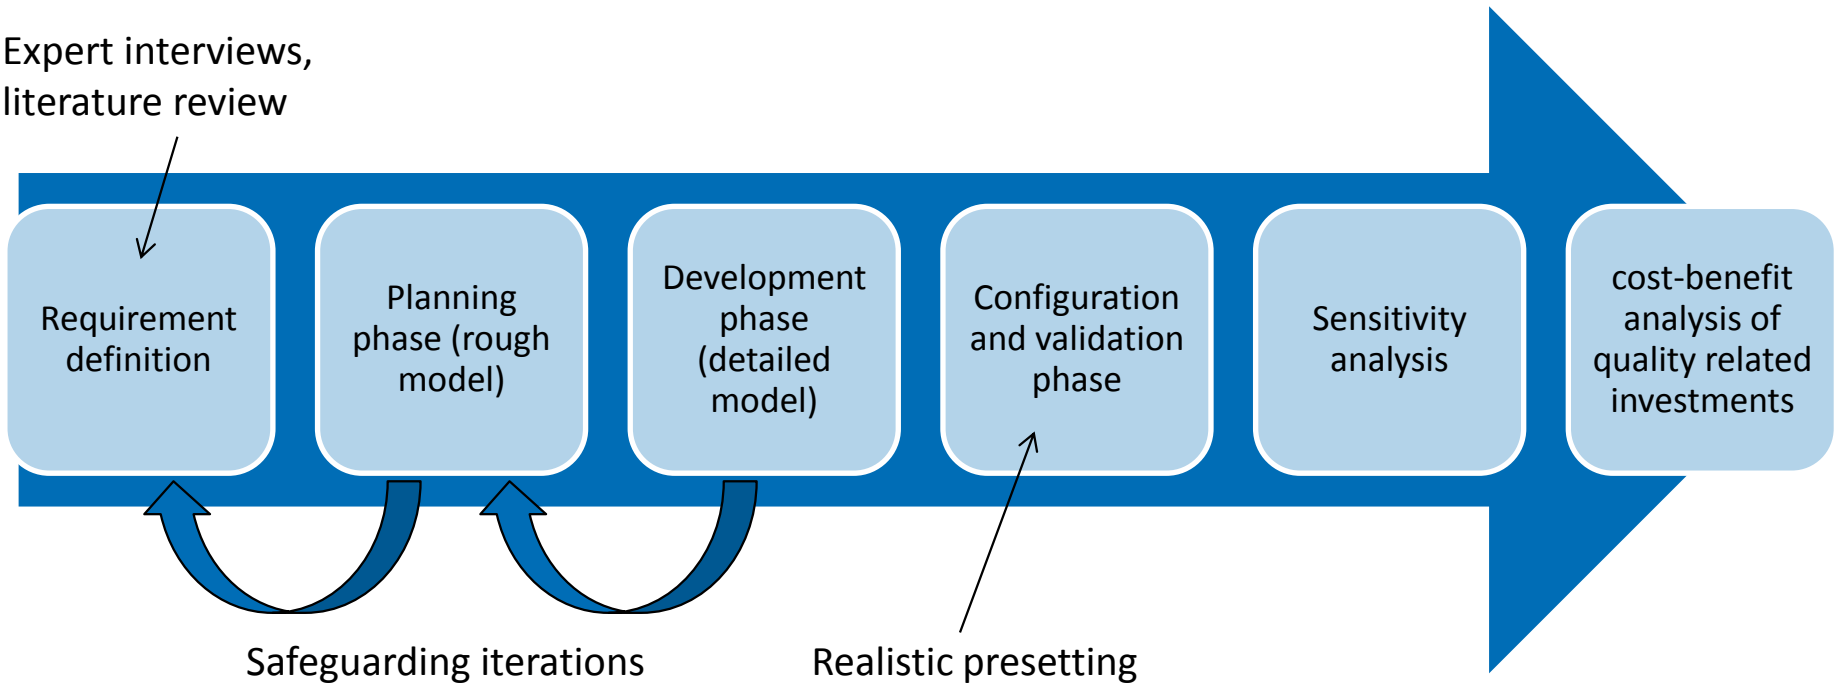 Expert interviews,
literature review
Requirement
definition
Planning
phase (rough
model)
Development
phase
(detailed
model)
Configuration
and validation
phase
Sensitivity
analysis
cost-benefit
analysis of
quality related
investments
Safeguarding iterations
Realistic presetting